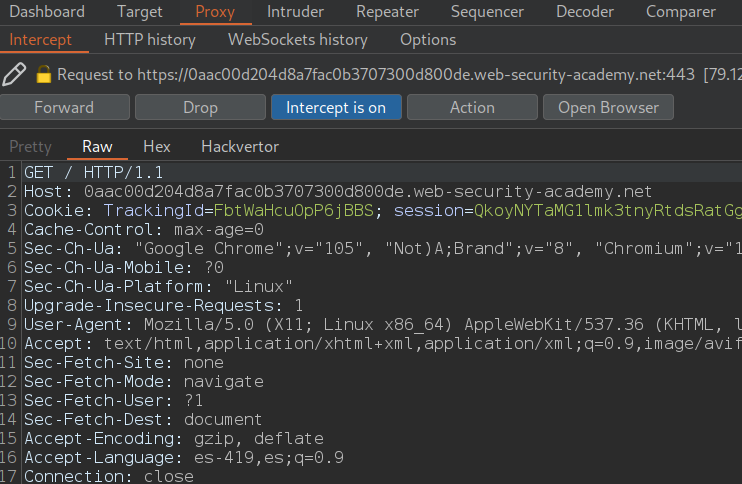 Dashboard Target Proxy Intruder Repeater Sequencer Decoder Comparer
Intercept HTTP history WebSockets history Options
Request to https://0aac00d204d8a7fac0b3707300d800de.web-security-academy.net:443 [79.12
Forward Drop Intercept is on Action Open Browser
Pretty Raw Hex Hackvertor
1 GET / HTTP/1.1
2 Host: 0aac00d204d8a7fac0b3707300d800de.web-security-academy.net
3 Cookie: TrackingId=FbtWaHcuOpP6jBBS; session=QkoyNYTaMG1lmk3tnyRtdsRatGg
4 Cache-Control: max-age=0
5 Sec-Ch-Ua: "Google Chrome";v="105", "Not)A;Brand";v="8", "Chromium";v="1
6 Sec-Ch-Ua-Mobile: ?0
7 Sec-Ch-Ua-Platform: "Linux"
8 Upgrade-Insecure-Requests: 1
9 User-Agent: Mozilla/5.0 (X11; Linux x86_64) AppleWebKit/537.36 (KHTML, l
10 Accept: text/html,application/xhtml+xml,application/xml;q=0.9,image/avif
11 Sec-Fetch-Site: none
12 Sec-Fetch-Mode: navigate
13 Sec-Fetch-User: ?1
14 Sec-Fetch-Dest: document
15 Accept-Encoding: gzip, deflate
16 Accept-Language: es-419,es;q=0.9
17 Connection: close